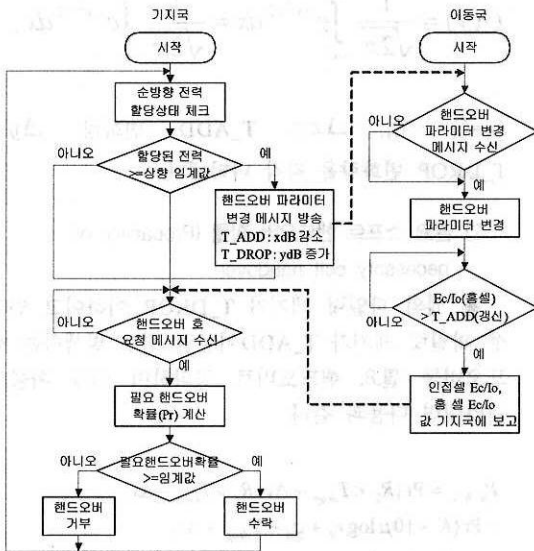 기지국
시작
순방향 전력
할당상태 체크
아니오
할당된 전력
>=상향 임계값
예
핸드오버 파라미터
변경 메시지 방송
T_ADD : xdB 감소
T_DROP: ydB 증가
핸드오버 호
요청 메시지 수신
필요 핸드오버
확률(Pr) 계산
아니오
필요핸드오버확률
>=임계값
예
핸드오버
거부
핸드오버
수락
이동국
시작
핸드오버
파라미터 변경
메시지 수신
아니오
예
핸드오버
파라미터 변경
Ec/Io(홈셀)
> T_ADD(갱신)
아니오
예
인접셀 Ec/Io,
홈 셀 Ec/Io
값 기지국에 보고